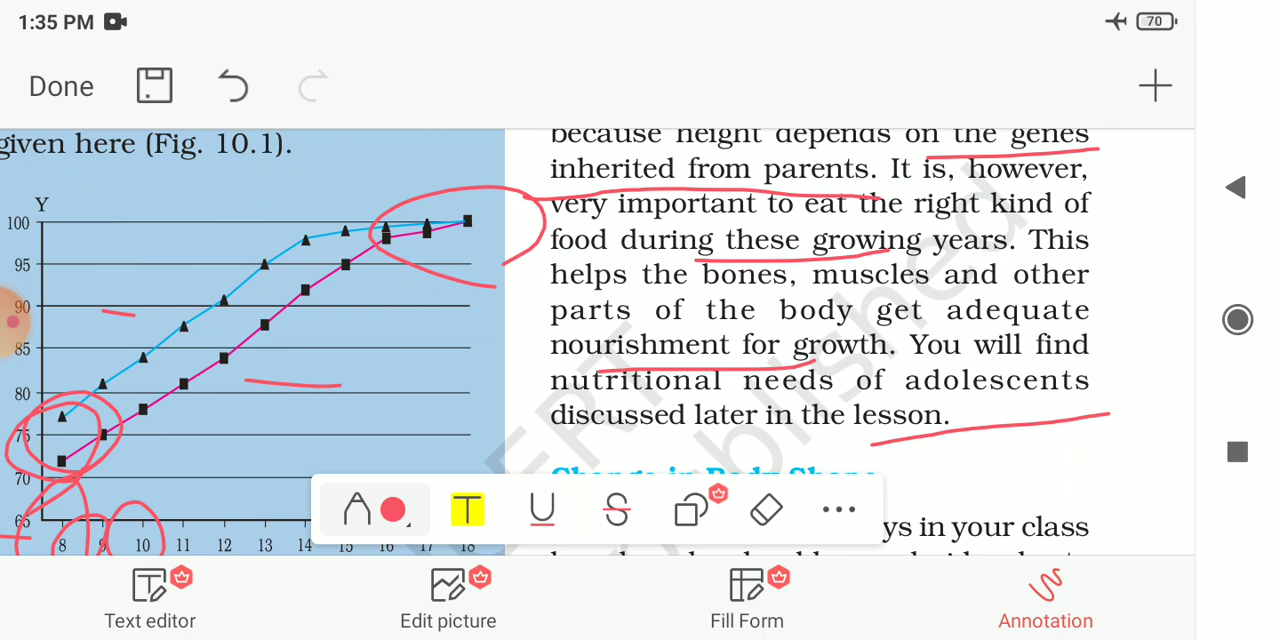 1:35 PM
70
Done
given here (Fig. 10.1).
Y
100
95
90
85
80
75
70
65
8 9 10 11 12 13 14 15 16 17 18
because height depends on the genes
inherited from parents. It is, however,
very important to eat the right kind of
food during these growing years. This
helps the bones, muscles and other
parts of the body get adequate
nourishment for growth. You will find
nutritional needs of adolescents
discussed later in the lesson.
Change in Body Shape
ys in your class
T
Text editor
Edit picture
Fill Form
Annotation